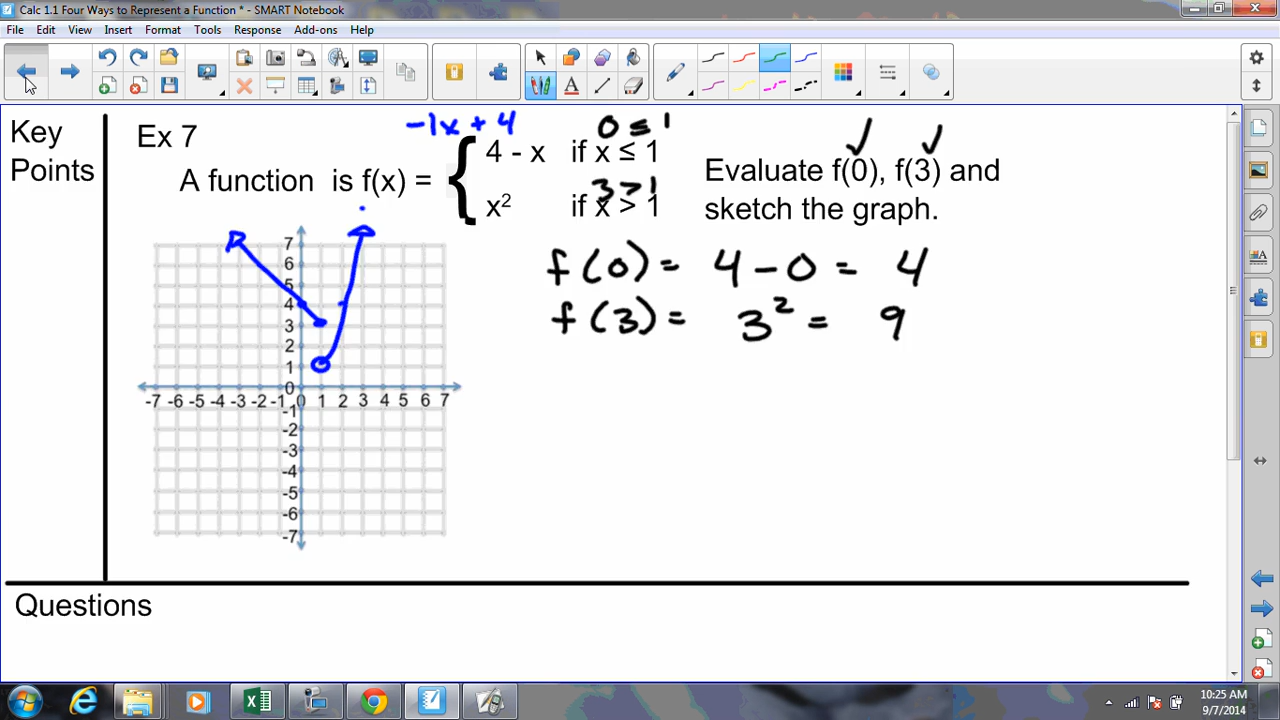 Calc 1.1 Four Ways to Represent a Function * - SMART Notebook
File Edit View Insert Format Tools Response Add-ons Help
Key
Points
Ex 7
-1x + 4
0 ≤ 1
A function is f(x) = { 4 - x if x ≤ 1
3 > 1
x² if x > 1
Evaluate f(0), f(3) and
sketch the graph.
f(0) = 4 - 0 = 4
f(3) = 3² = 9
7
6
5
4
3
2
1
0
-7 -6 -5 -4 -3 -2 -1 0 1 2 3 4 5 6 7
-1
-2
-3
-4
-5
-6
-7
Questions
10:25 AM
9/7/2014